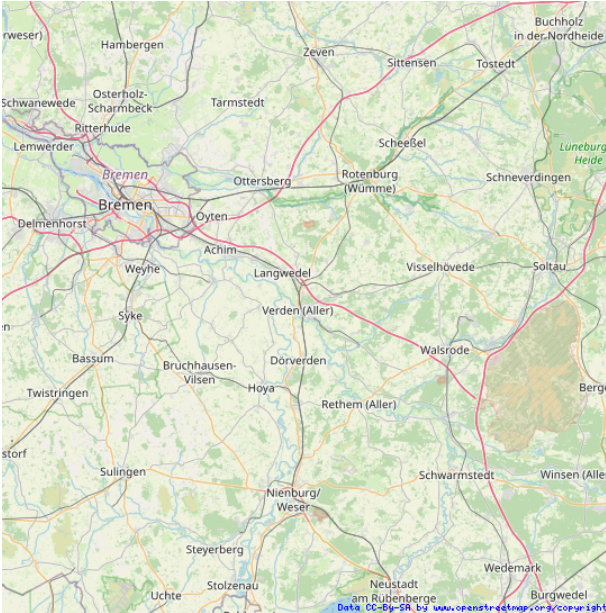 Buchholz
in der Nordheide
rweser)
Hambergen
Zeven
Sittensen
Tostedt
Osterholz-
Scharmbeck
Schwanewede
Tarmstedt
Ritterhude
Lemwerder
Scheeßel
Lüneburg
Heide
Bremen
Ottersberg
Rotenburg
(Wümme)
Schneverdingen
Bremen
Oyten
Delmenhorst
Achim
Weyhe
Langwedel
Visselhövede
Soltau
Syke
Verden (Aller)
en
Walsrode
Bassum
Bruchhausen-
Vilsen
Dörverden
Hoya
Berge
Twistringen
Rethem (Aller)
storf
Sulingen
Schwarmstedt
Winsen (Alle
Nienburg/
Weser
Steyerberg
Stolzenau
Uchte
Neustadt
am Rübenberge
Wedemark
Burgwedel
Data CC-By-SA by www.openstreetmap.org/copyright